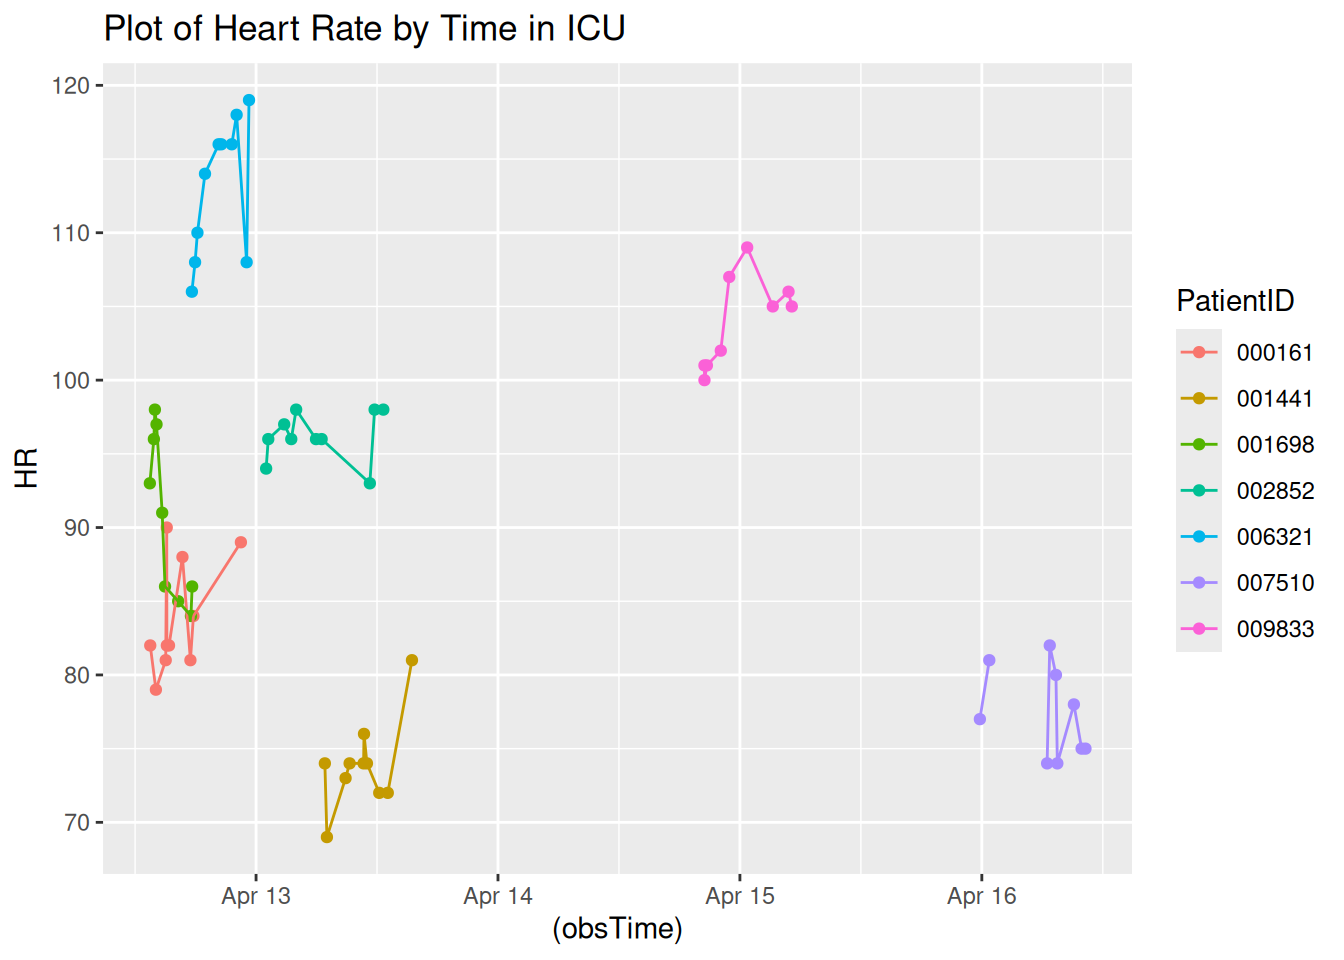 Plot of Heart Rate by Time in ICU
120
110
100
90
80
70
HR
Apr 13
Apr 14
Apr 15
Apr 16
(obsTime)
PatientID
000161
001441
001698
002852
006321
007510
009833